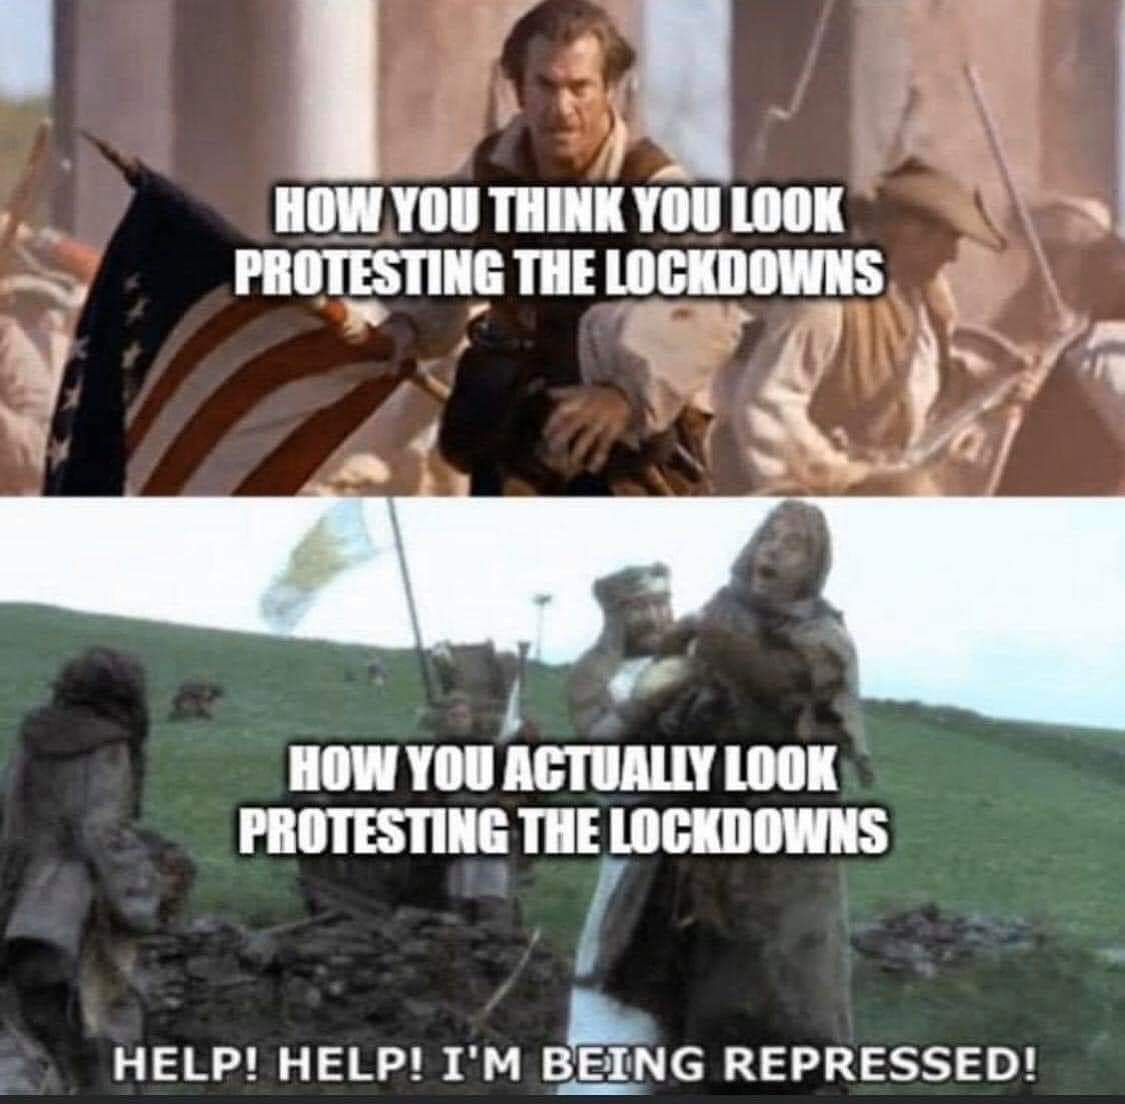 HOW YOU THINK YOU LOOK
PROTESTING THE LOCKDOWNS
HOW YOU ACTUALLY LOOK
PROTESTING THE LOCKDOWNS
HELP! HELP! I'M BEING REPRESSED!